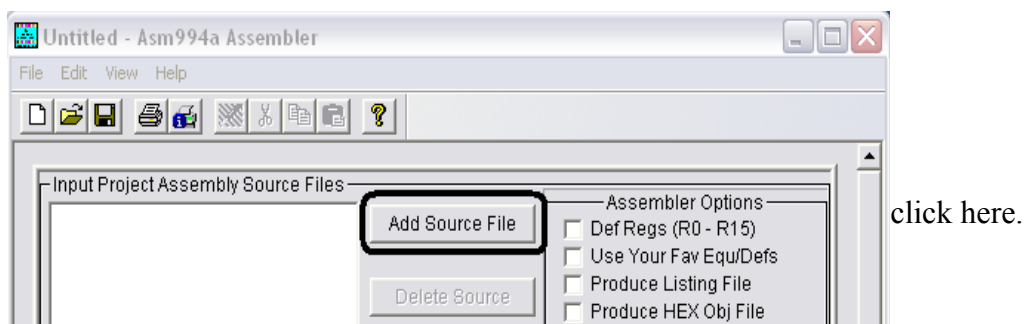 Untitled - Asm994a Assembler
File Edit View Help
Input Project Assembly Source Files
Add Source File
Delete Source
Assembler Options
Def Regs (R0 - R15)
Use Your Fav Equ/Defs
Produce Listing File
Produce HEX Obj File
click here.